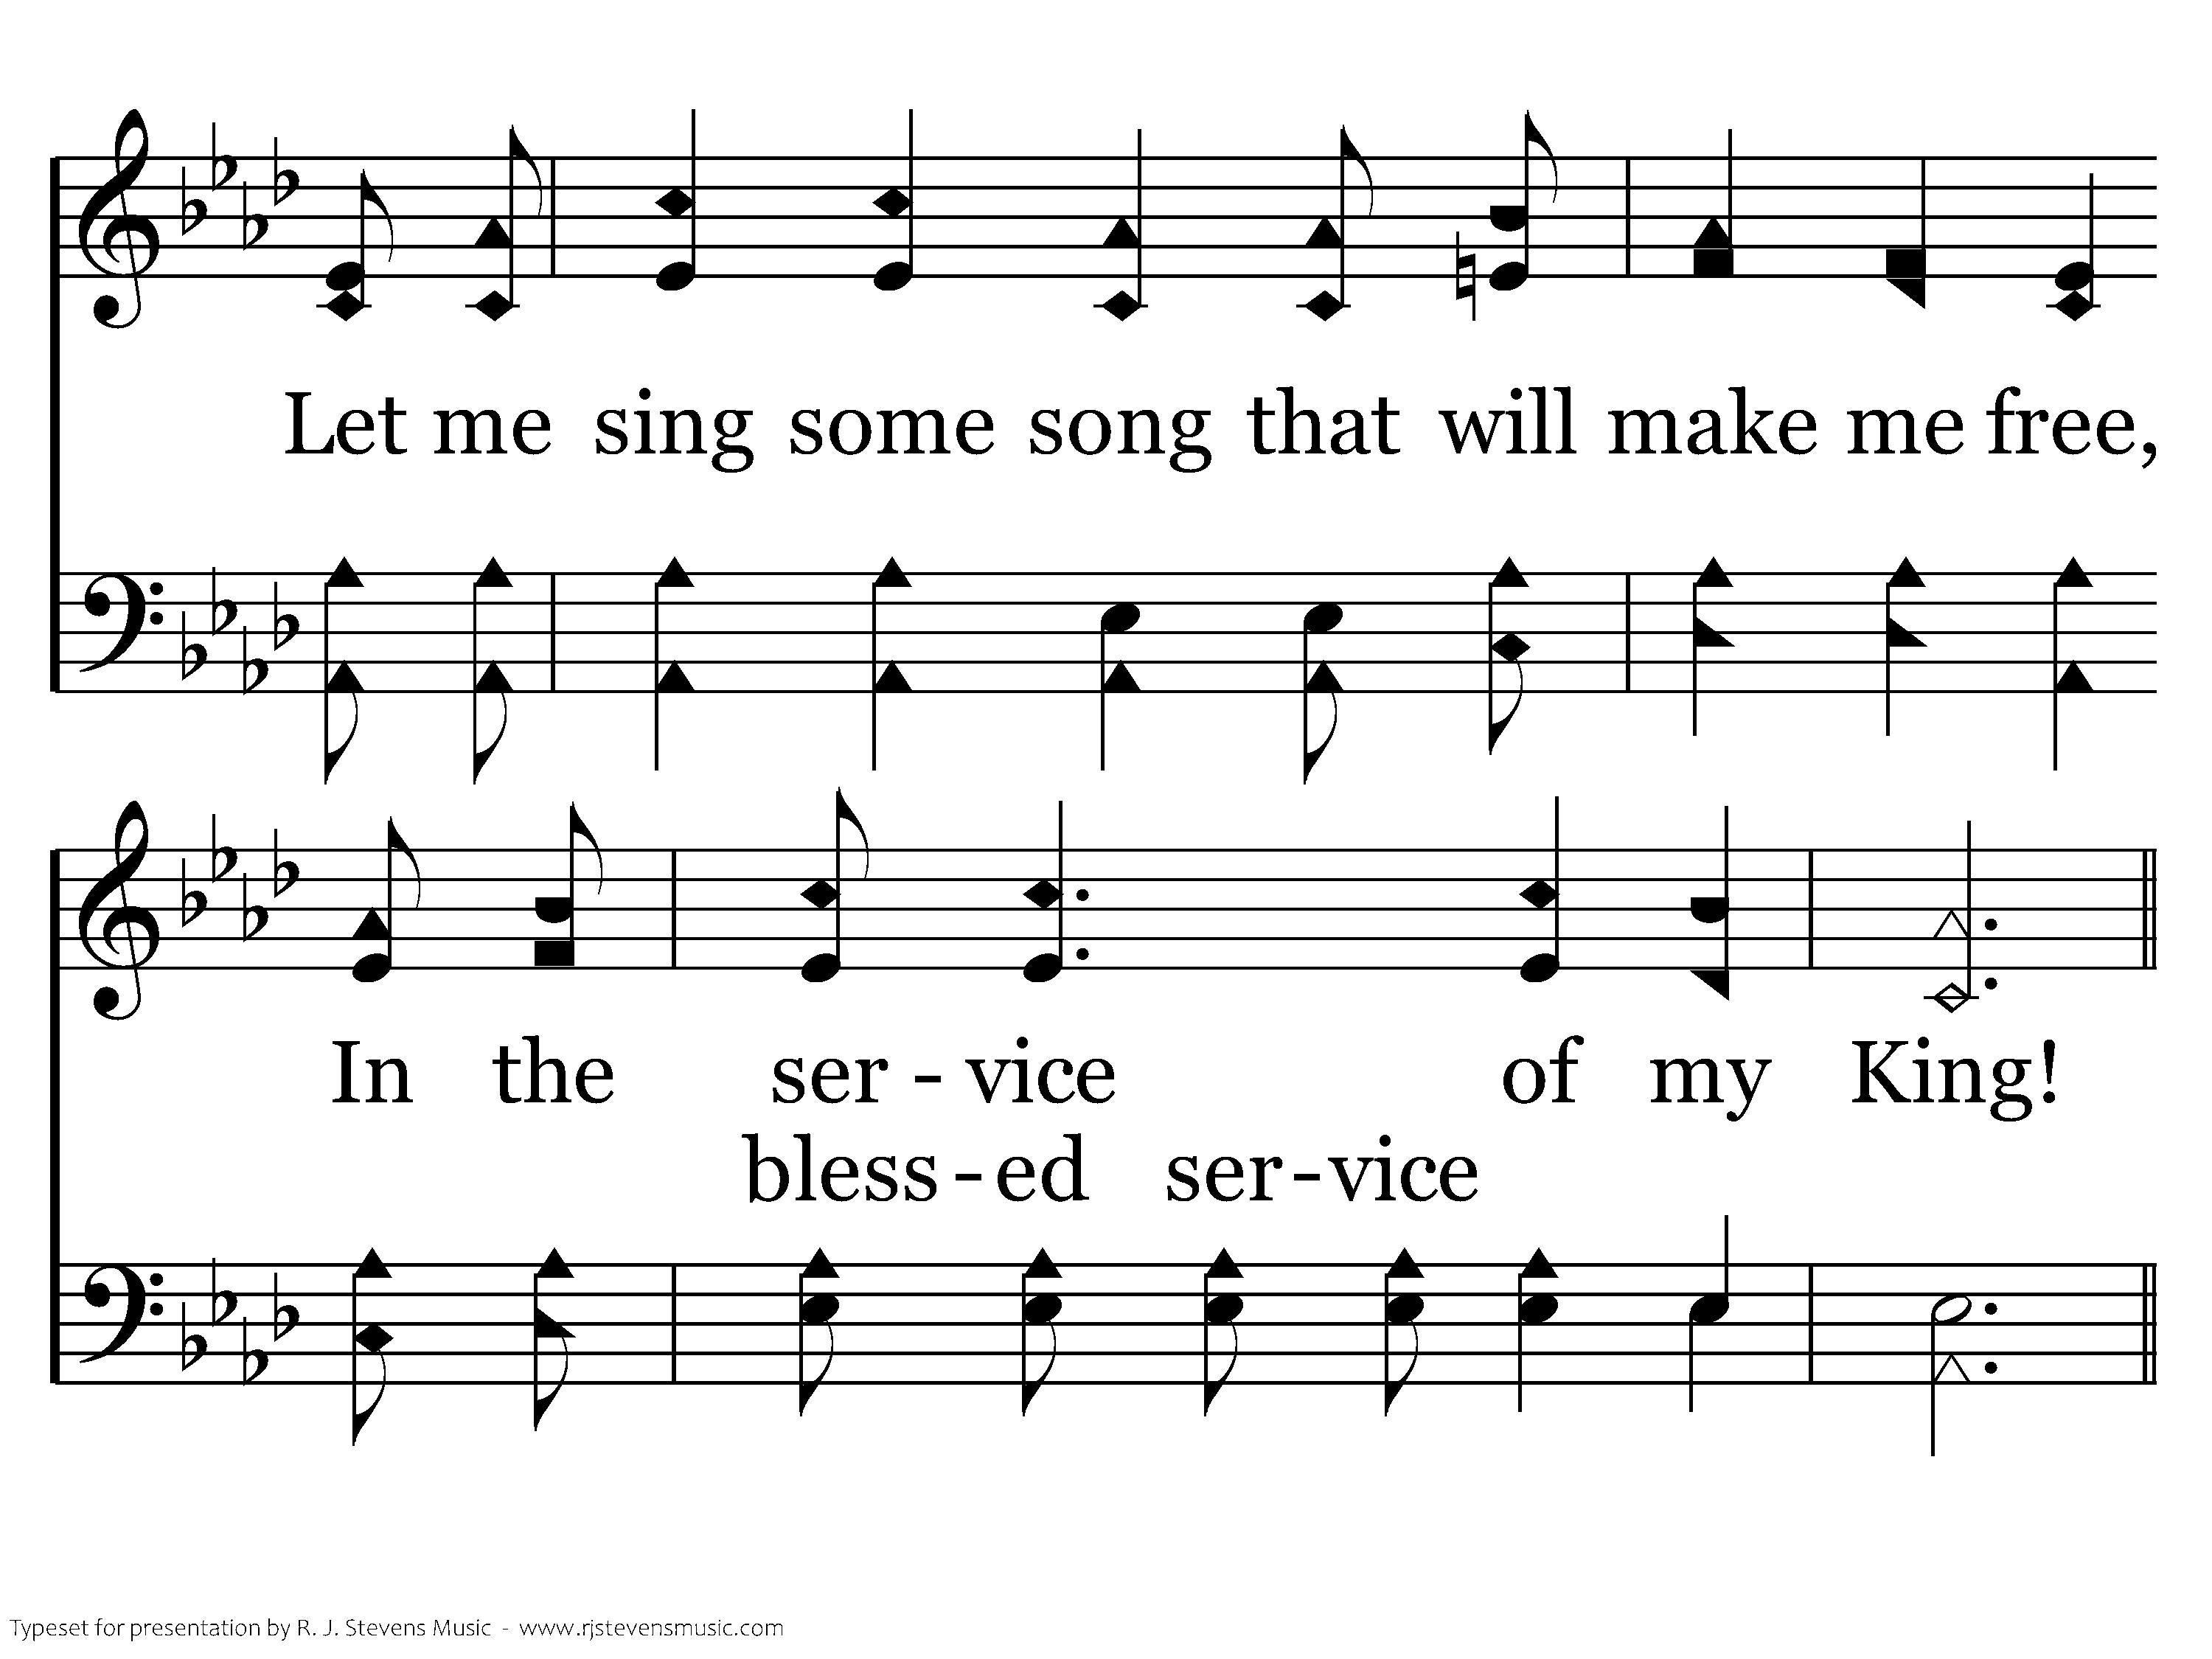 Let me sing some song that will make me free,
In the ser - vice of my King!
bless - ed ser - vice
Typeset for presentation by R. J. Stevens Music - www.rjstevensmusic.com